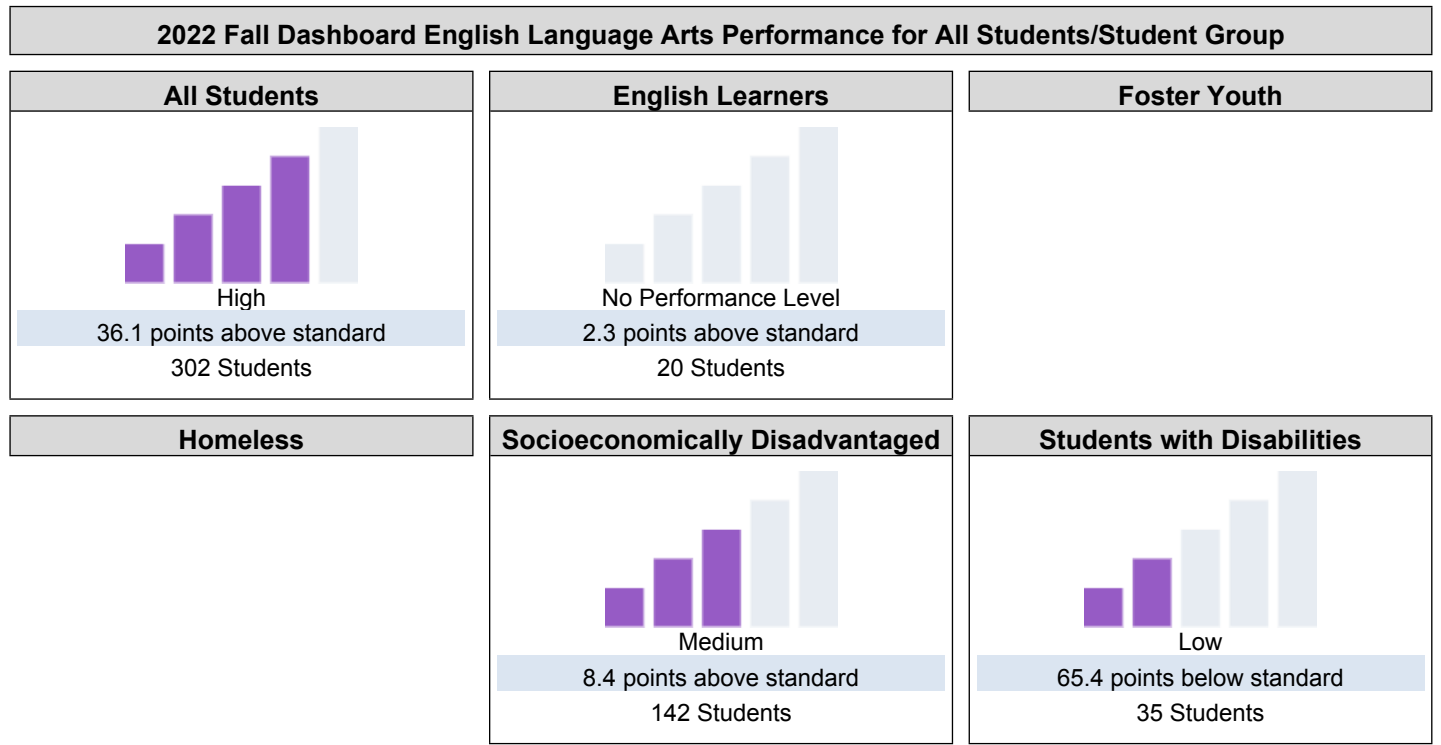 2022 Fall Dashboard English Language Arts Performance for All Students/Student Group
All Students
High
36.1 points above standard
302 Students
English Learners
No Performance Level
2.3 points above standard
20 Students
Foster Youth
Homeless
Socioeconomically Disadvantaged
Medium
8.4 points above standard
142 Students
Students with Disabilities
Low
65.4 points below standard
35 Students